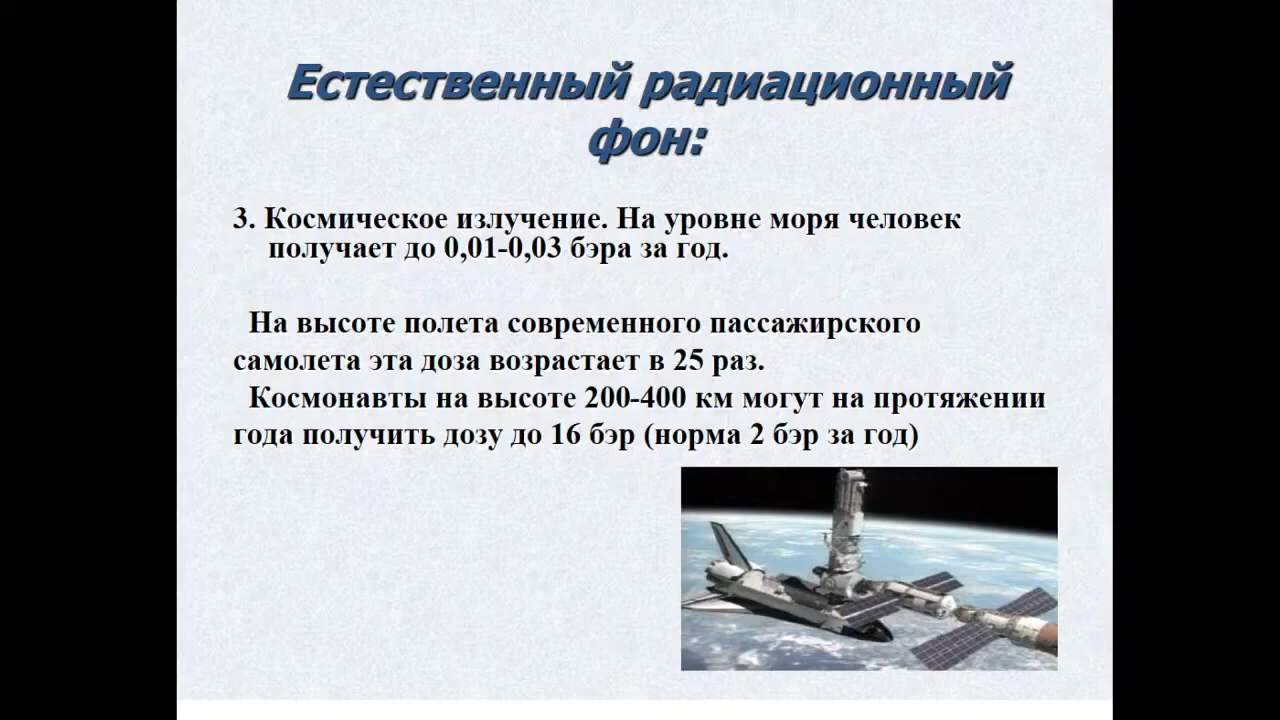 Естественный радиационный
фон:
3. Космическое излучение. На уровне моря человек
получает до 0,01-0,03 бэра за год.
На высоте полета современного пассажирского
самолета эта доза возрастает в 25 раз.
Космонавты на высоте 200-400 км могут на протяжении
года получить дозу до 16 бэр (норма 2 бэр за год)